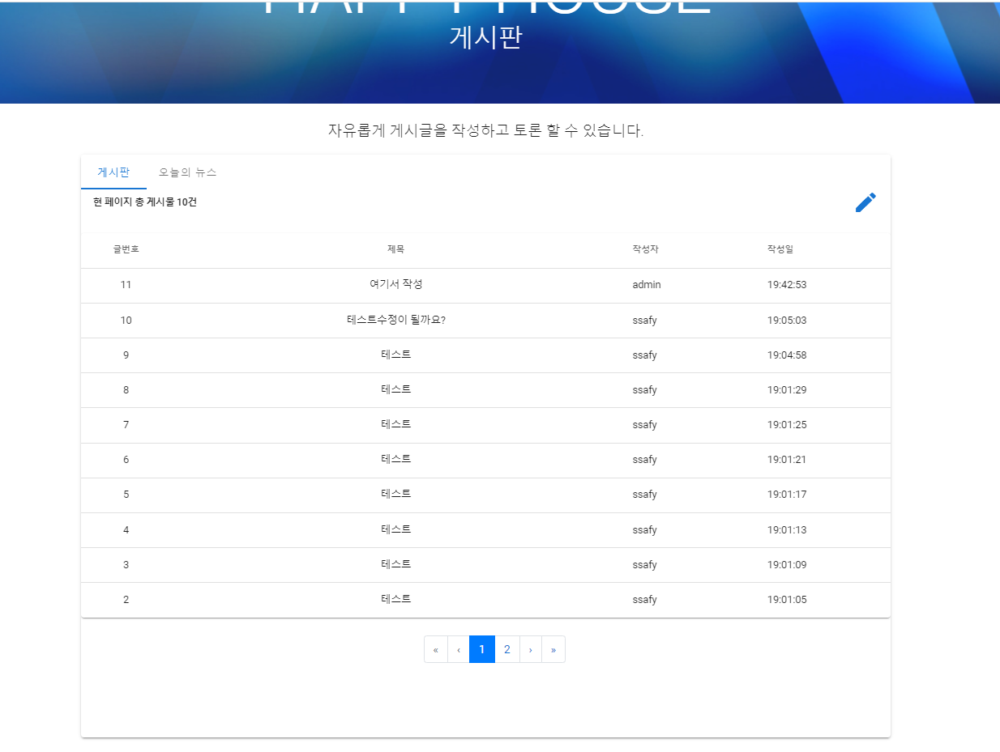 HAPPY HOUSE
게시판
자유롭게 게시글을 작성하고 토론 할 수 있습니다.
게시판 오늘의 뉴스
현 페이지 총 게시물 10건
글번호 제목 작성자 작성일
11 여기서 작성 admin 19:42:53
10 테스트수정이 될까요? ssafy 19:05:03
9 테스트 ssafy 19:04:58
8 테스트 ssafy 19:01:29
7 테스트 ssafy 19:01:25
6 테스트 ssafy 19:01:21
5 테스트 ssafy 19:01:17
4 테스트 ssafy 19:01:13
3 테스트 ssafy 19:01:09
2 테스트 ssafy 19:01:05
« ‹ 1 2 › »